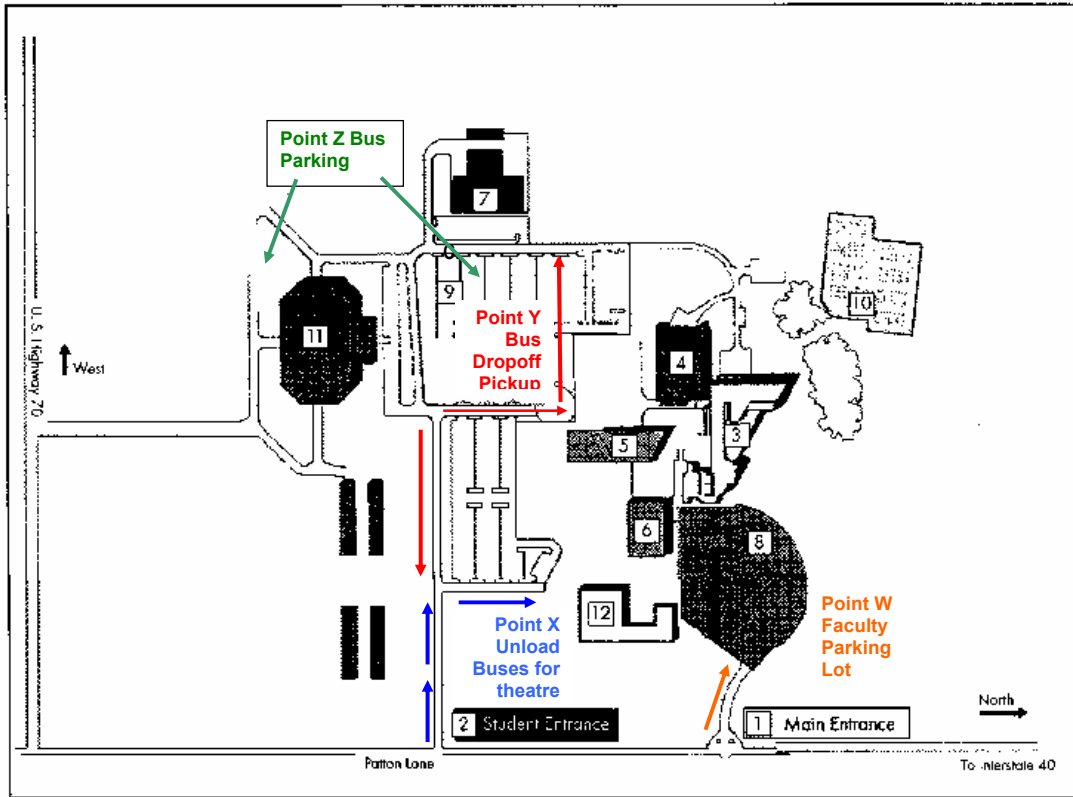 Point Z Bus
Parking
7
10
9
11
Point Y
Bus
Dropoff
Pickup
U.S. Highway 70
West
4
3
5
6
8
12
Point X
Unload
Buses for
theatre
Point W
Faculty
Parking
Lot
North
2 Student Entrance
1 Main Entrance
Patton Lane
To Interstate 40